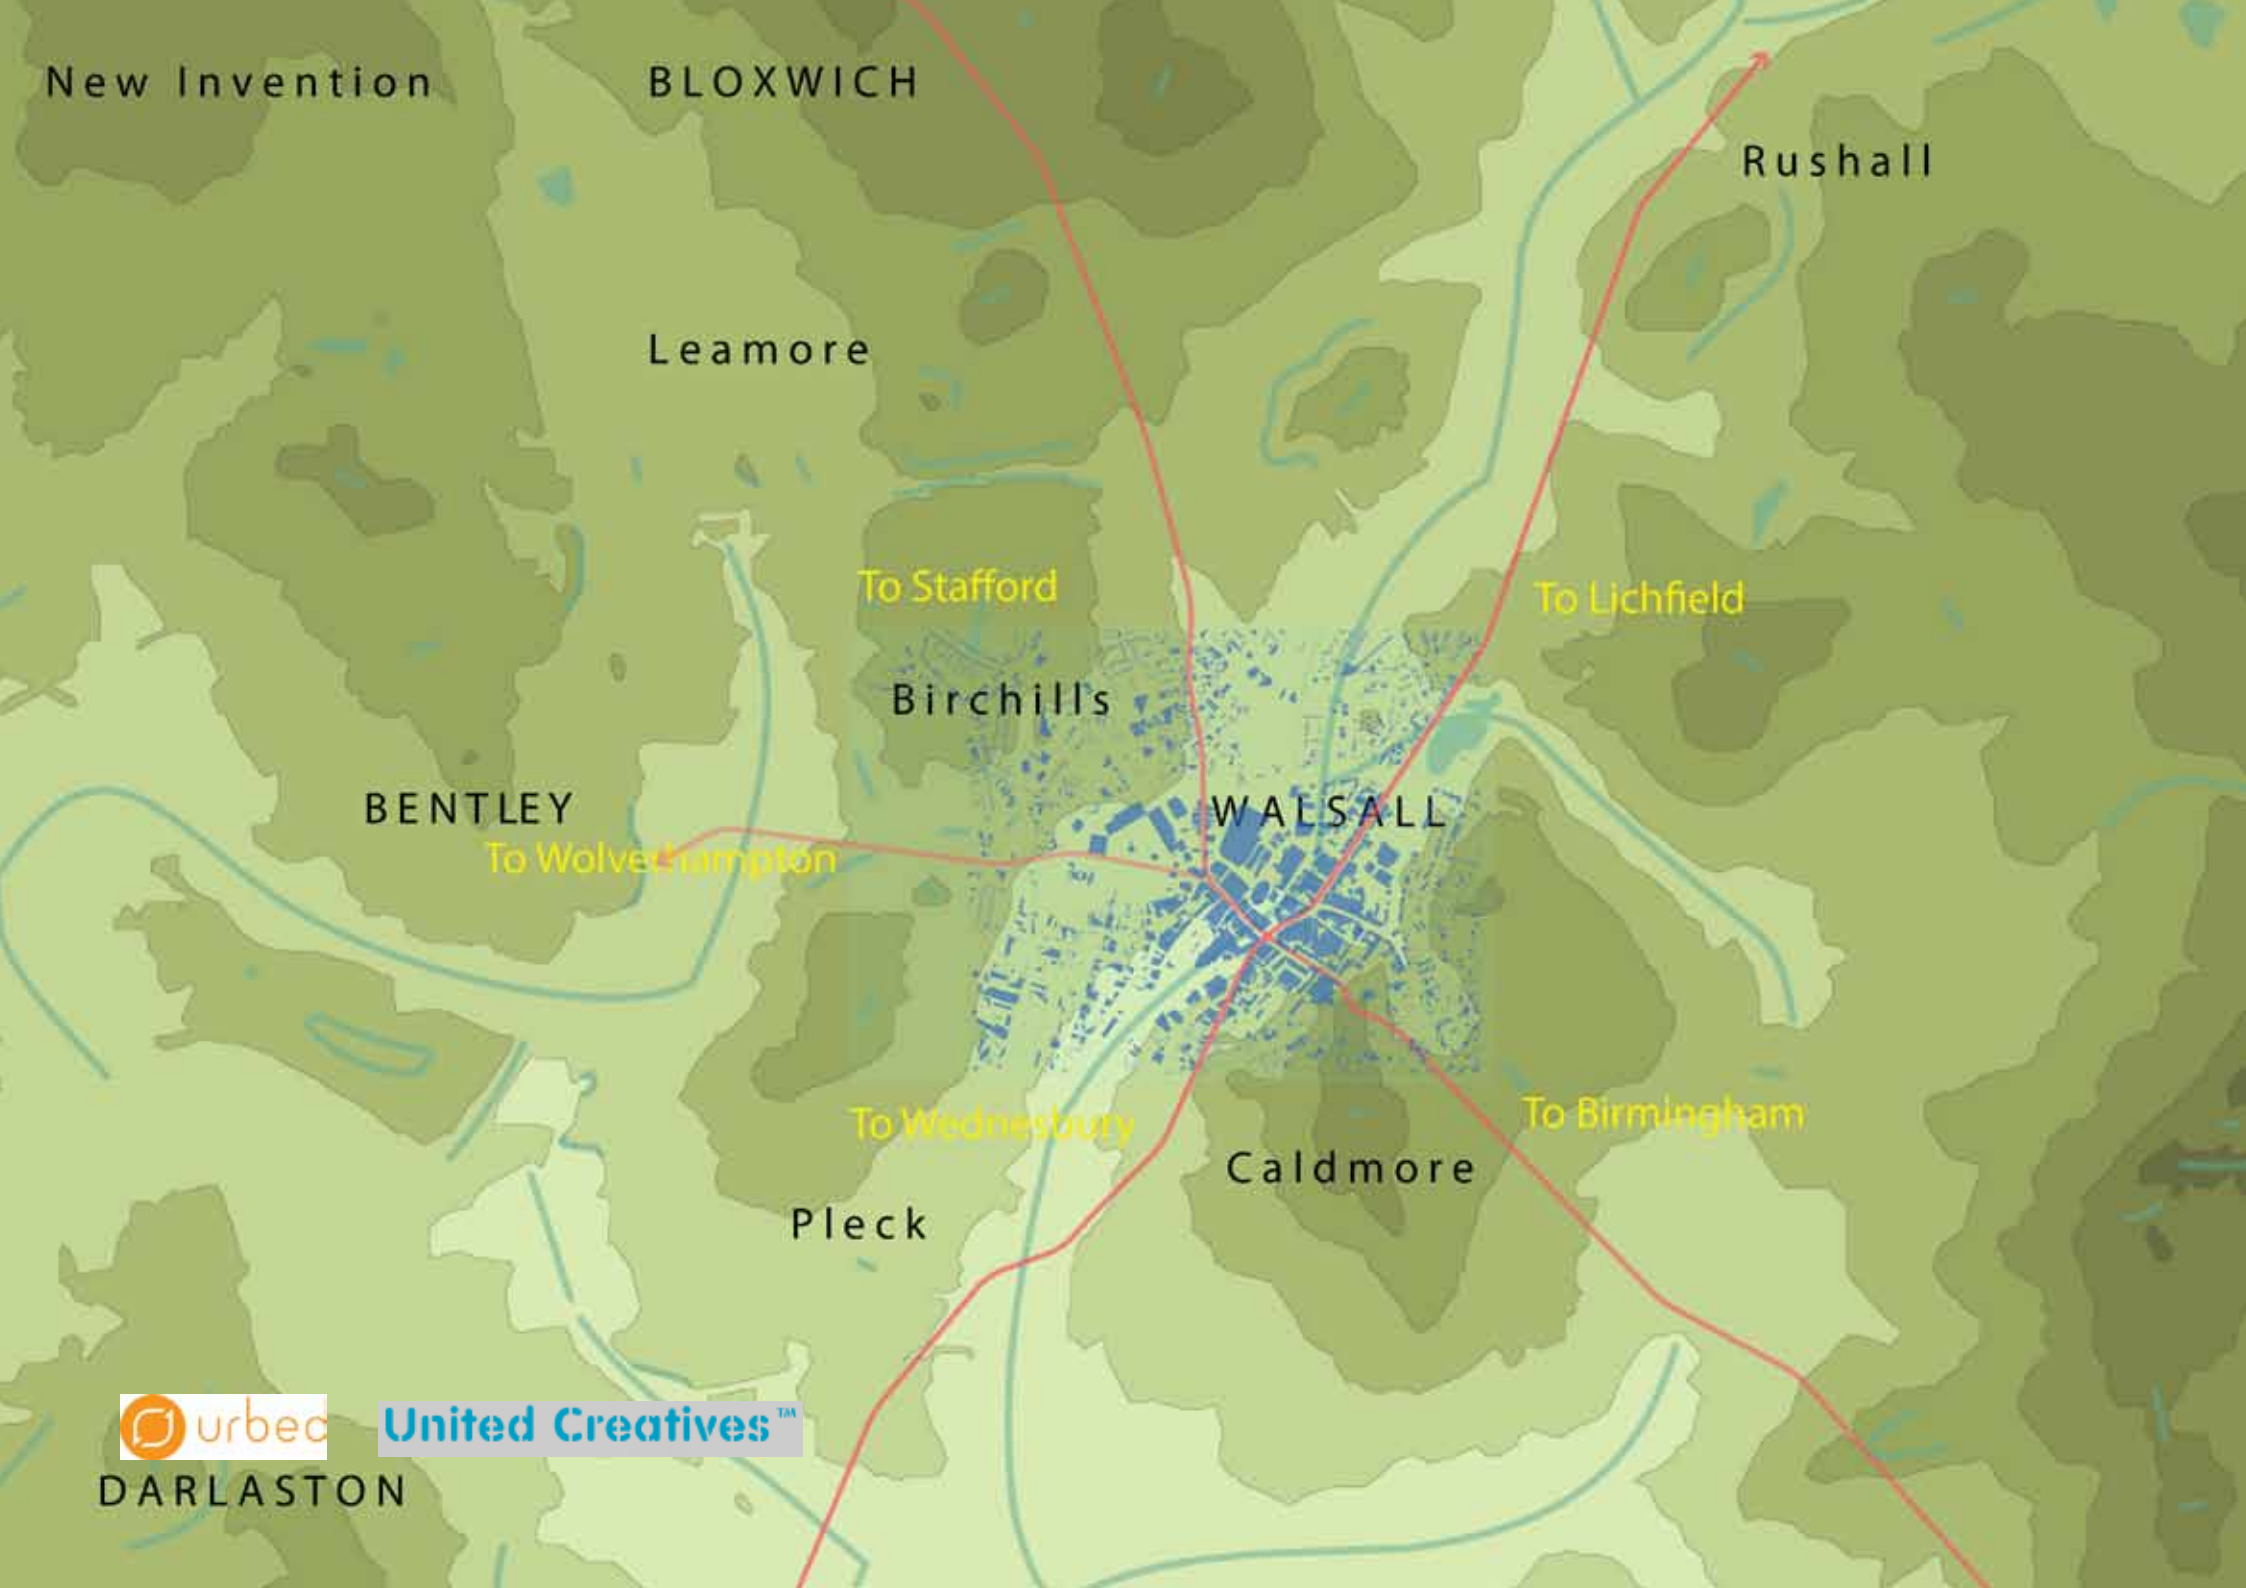 New Invention
BLOXWICH
Rushall
Leamore
To Stafford
To Lichfield
Birchills
BENTLEY
WALSALL
To Wolverhampton
To Wednesbury
To Birmingham
Caldmore
Pleck
urbed
United Creatives™
DARLASTON